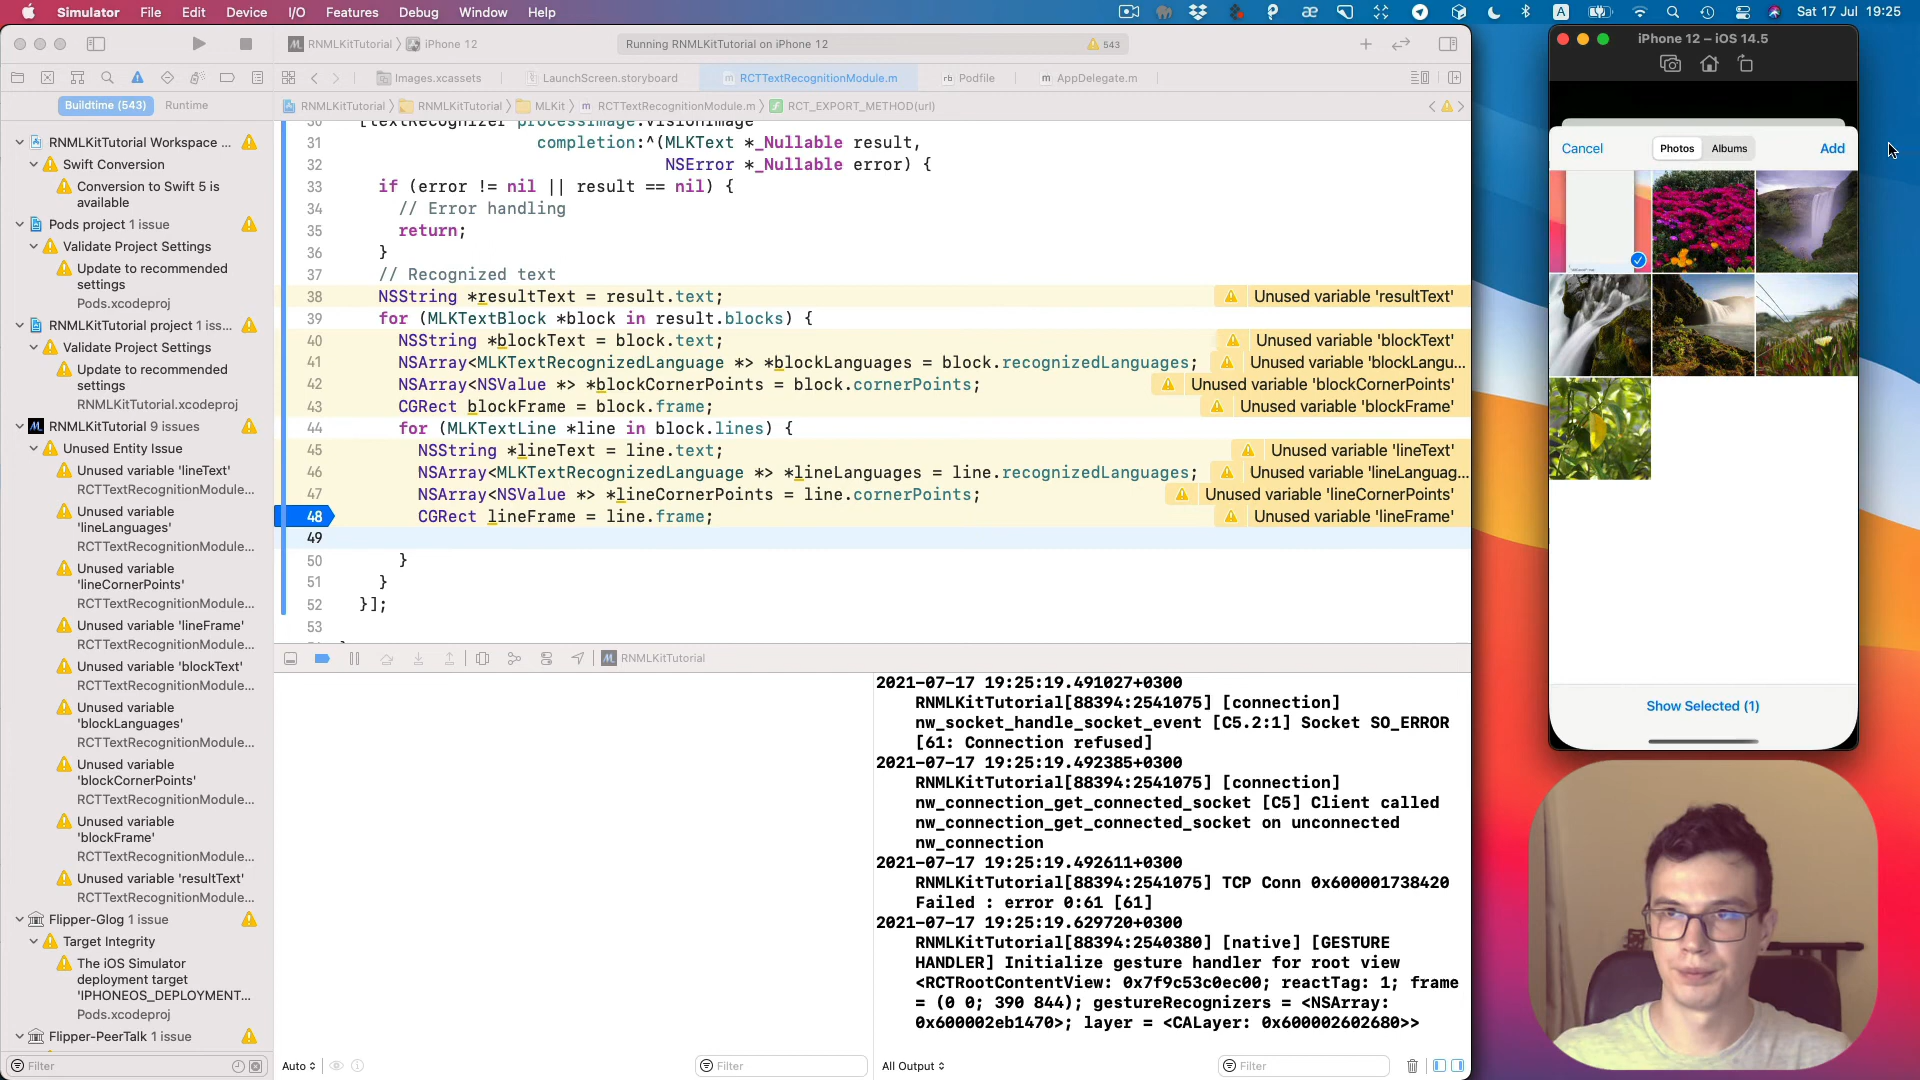 Simulator File Edit View Device I/O Features Debug Window Help
Sat 17 Jul 19:25
RNMLKitTutorial iPhone 12
Running RNMLKitTutorial on iPhone 12
543
Images.xcassets
LaunchScreen.storyboard
RCTTextRecognitionModule.m
Podfile
AppDelegate.m
Buildtime (543) Runtime
RNMLKitTutorial RNMLKitTutorial MLKit RCTTextRecognitionModule.m RCT_EXPORT_METHOD(url)
RNMLKitTutorial Workspace ...
Swift Conversion
Conversion to Swift 5 is
available
Pods project 1 issue
Validate Project Settings
Update to recommended
settings
Pods.xcodeproj
RNMLKitTutorial project 1 iss...
Validate Project Settings
Update to recommended
settings
RNMLKitTutorial.xcodeproj
RNMLKitTutorial 9 issues
Unused Entity Issue
Unused variable 'lineText'
RCTTextRecognitionModule...
Unused variable
'lineLanguages'
RCTTextRecognitionModule...
Unused variable
'lineCornerPoints'
RCTTextRecognitionModule...
Unused variable 'lineFrame'
RCTTextRecognitionModule...
Unused variable 'blockText'
RCTTextRecognitionModule...
Unused variable
'blockLanguages'
RCTTextRecognitionModule...
Unused variable
'blockCornerPoints'
RCTTextRecognitionModule...
Unused variable
'blockFrame'
RCTTextRecognitionModule...
Unused variable 'resultText'
RCTTextRecognitionModule...
Flipper-Glog 1 issue
Target Integrity
The iOS Simulator
deployment target
'IPHONEOS_DEPLOYMENT...
Pods.xcodeproj
Flipper-PeerTalk 1 issue
Filter
30 [textRecognizer processImage:visionImage
31 completion:^(MLKText *_Nullable result,
32 NSError *_Nullable error) {
33 if (error != nil || result == nil) {
34 // Error handling
35 return;
36 }
37 // Recognized text
38 NSString *resultText = result.text; Unused variable 'resultText'
39 for (MLKTextBlock *block in result.blocks) {
40 NSString *blockText = block.text; Unused variable 'blockText'
41 NSArray<MLKTextRecognizedLanguage *> *blockLanguages = block.recognizedLanguages; Unused variable 'blockLangu...
42 NSArray<NSValue *> *blockCornerPoints = block.cornerPoints; Unused variable 'blockCornerPoints'
43 CGRect blockFrame = block.frame; Unused variable 'blockFrame'
44 for (MLKTextLine *line in block.lines) {
45 NSString *lineText = line.text; Unused variable 'lineText'
46 NSArray<MLKTextRecognizedLanguage *> *lineLanguages = line.recognizedLanguages; Unused variable 'lineLanguag...
47 NSArray<NSValue *> *lineCornerPoints = line.cornerPoints; Unused variable 'lineCornerPoints'
48 CGRect lineFrame = line.frame; Unused variable 'lineFrame'
49
50 }
51 }
52 }];
53
RNMLKitTutorial
2021-07-17 19:25:19.491027+0300
RNMLKitTutorial[88394:2541075] [connection]
nw_socket_handle_socket_event [C5.2:1] Socket SO_ERROR
[61: Connection refused]
2021-07-17 19:25:19.492385+0300
RNMLKitTutorial[88394:2541075] [connection]
nw_connection_get_connected_socket [C5] Client called
nw_connection_get_connected_socket on unconnected
nw_connection
2021-07-17 19:25:19.492611+0300
RNMLKitTutorial[88394:2541075] TCP Conn 0x600001738420
Failed : error 0:61 [61]
2021-07-17 19:25:19.629720+0300
RNMLKitTutorial[88394:2540380] [native] [GESTURE
HANDLER] Initialize gesture handler for root view
<RCTRootContentView: 0x7f9c53c0ec00; reactTag: 1; frame
= (0 0; 390 844); gestureRecognizers = <NSArray:
0x600002eb1470>; layer = <CALayer: 0x600002602680>>
Auto
Filter
All Output
Filter
iPhone 12 – iOS 14.5
Cancel Photos Albums Add
Show Selected (1)